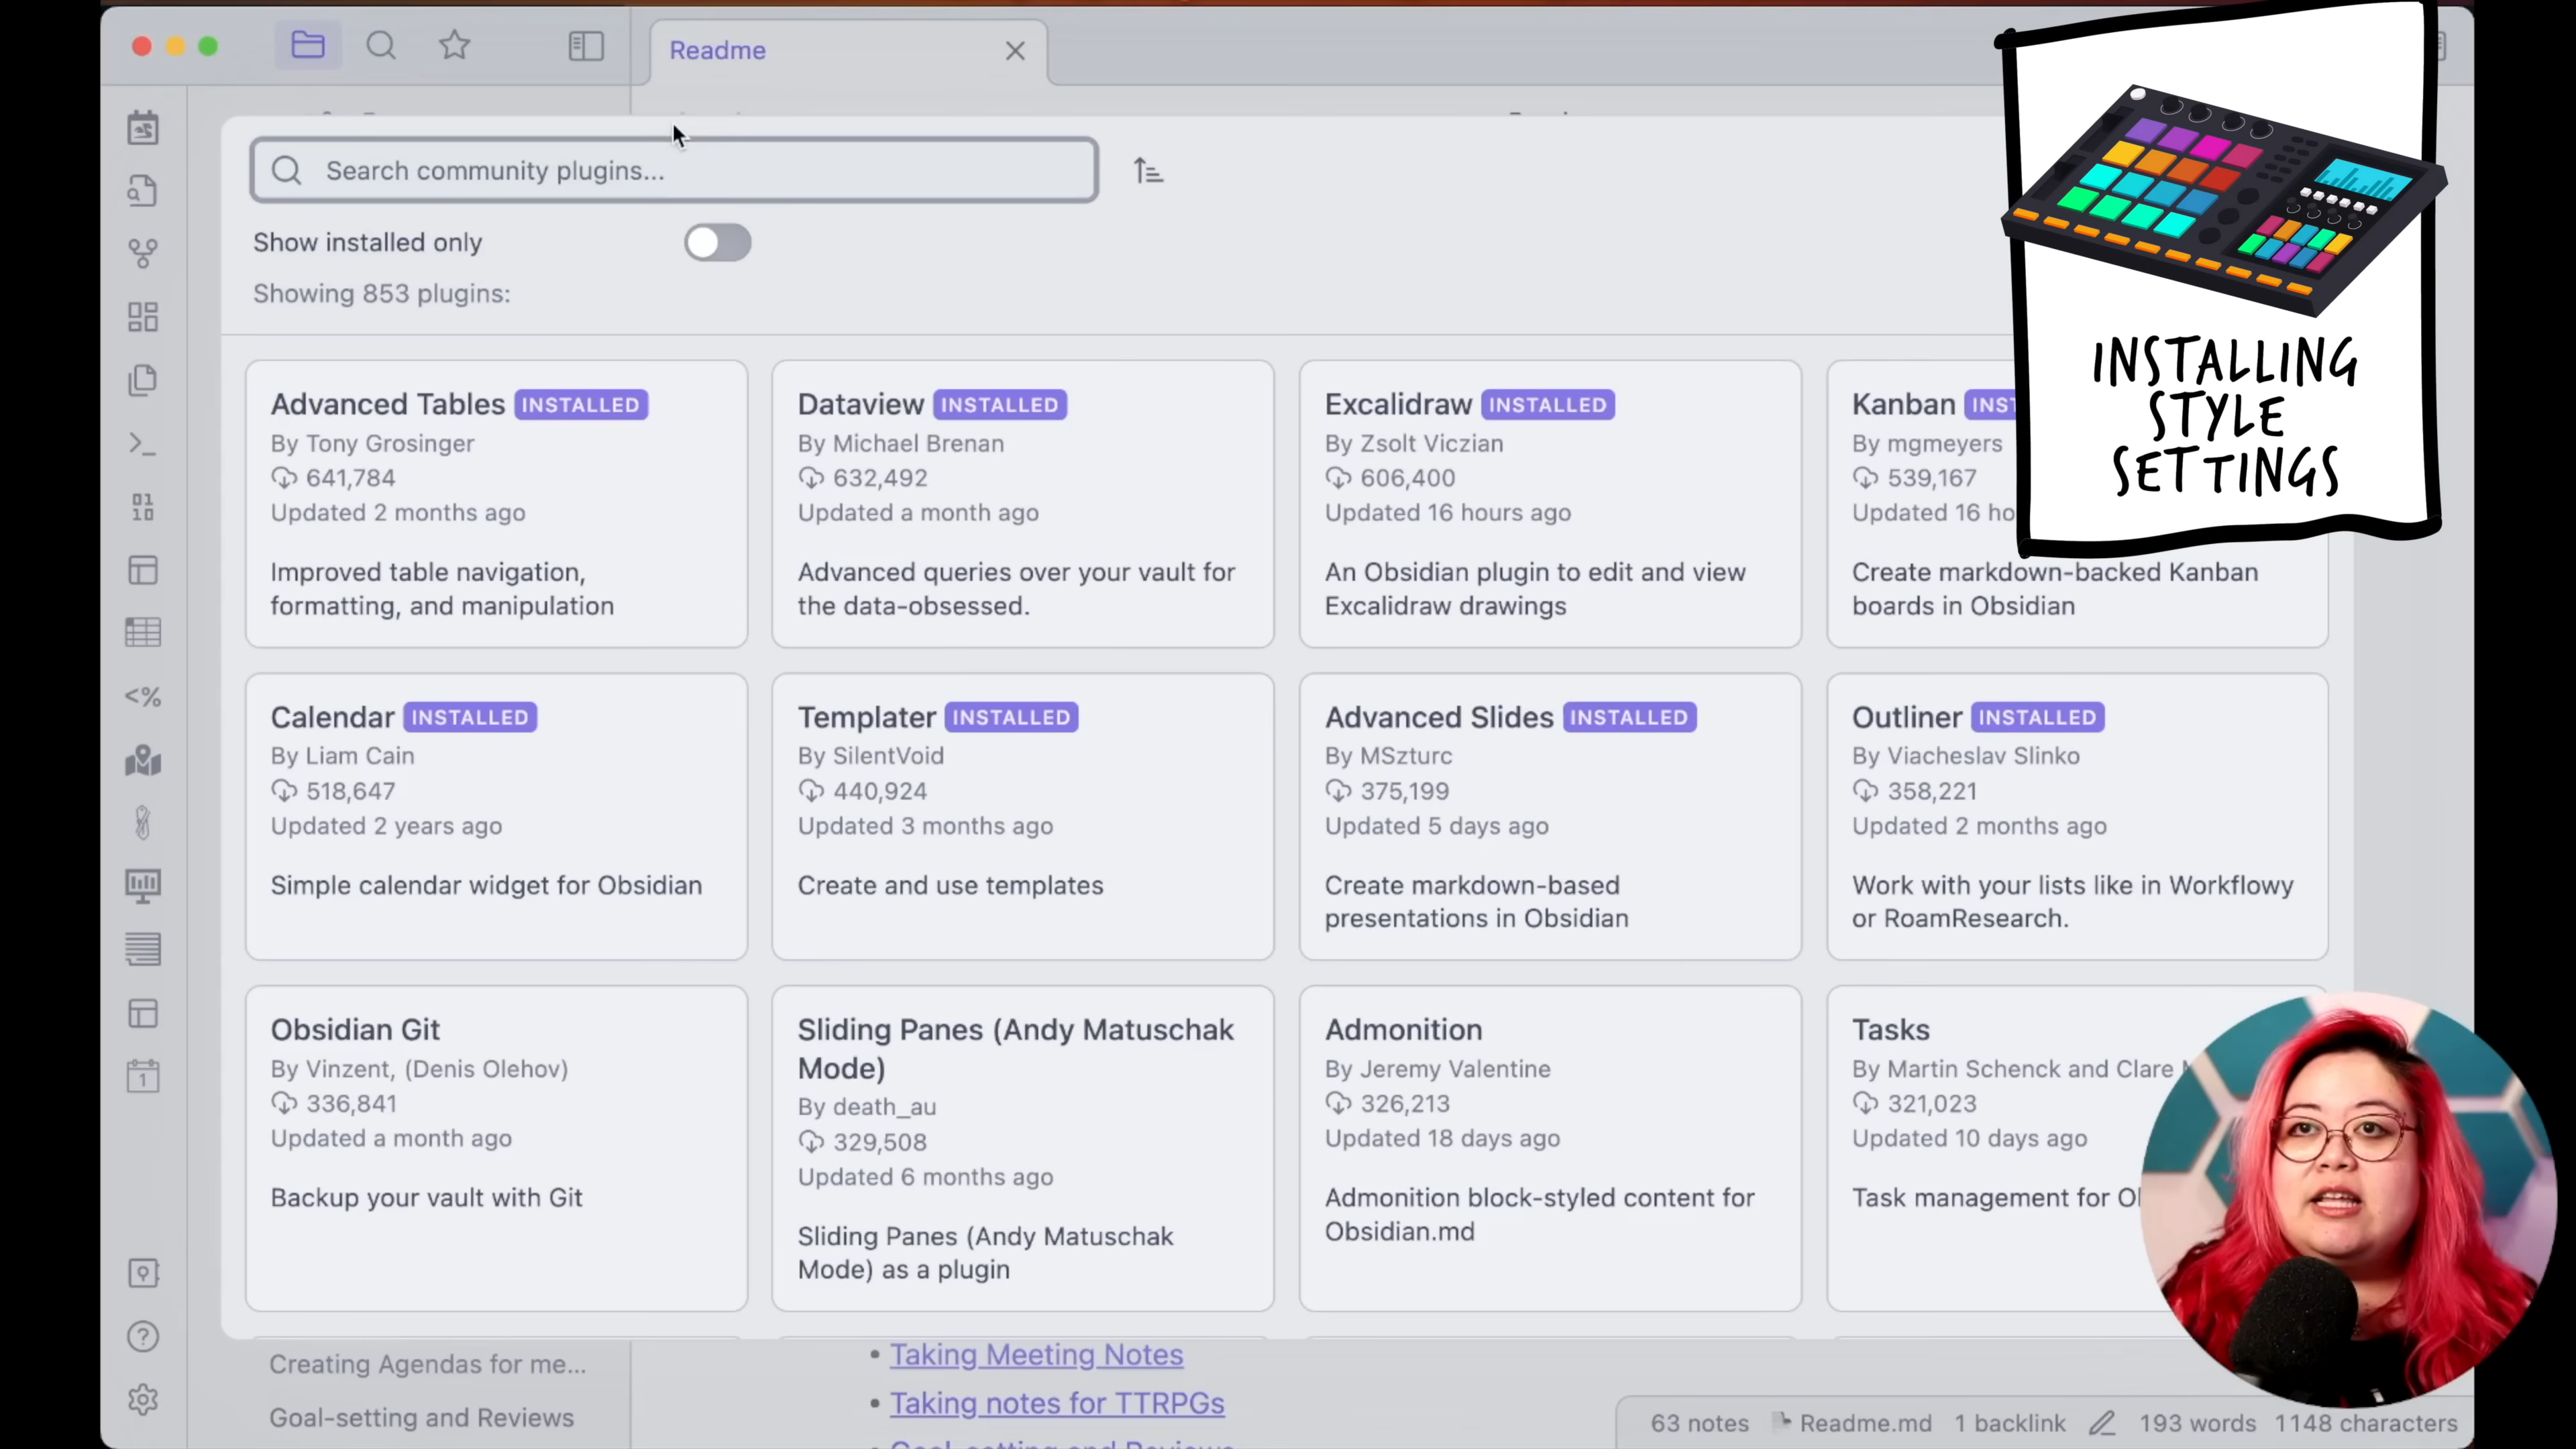 Readme
Search community plugins...
Show installed only
Showing 853 plugins:
INSTALLING
STYLE
SETTINGS
Advanced Tables INSTALLED
By Tony Grosinger
641,784
Updated 2 months ago
Improved table navigation,
formatting, and manipulation
Dataview INSTALLED
By Michael Brenan
632,492
Updated a month ago
Advanced queries over your vault for
the data-obsessed.
Excalidraw INSTALLED
By Zsolt Viczian
606,400
Updated 16 hours ago
An Obsidian plugin to edit and view
Excalidraw drawings
Kanban INST
By mgmeyers
539,167
Updated 16 ho
Create markdown-backed Kanban
boards in Obsidian
Calendar INSTALLED
By Liam Cain
518,647
Updated 2 years ago
Simple calendar widget for Obsidian
Templater INSTALLED
By SilentVoid
440,924
Updated 3 months ago
Create and use templates
Advanced Slides INSTALLED
By MSzturc
375,199
Updated 5 days ago
Create markdown-based
presentations in Obsidian
Outliner INSTALLED
By Viacheslav Slinko
358,221
Updated 2 months ago
Work with your lists like in Workflowy
or RoamResearch.
Obsidian Git
By Vinzent, (Denis Olehov)
336,841
Updated a month ago
Backup your vault with Git
Sliding Panes (Andy Matuschak
Mode)
By death_au
329,508
Updated 6 months ago
Sliding Panes (Andy Matuschak
Mode) as a plugin
Admonition
By Jeremy Valentine
326,213
Updated 18 days ago
Admonition block-styled content for
Obsidian.md
Tasks
By Martin Schenck and Clare
321,023
Updated 10 days ago
Task management for
Creating Agendas for me...
Goal-setting and Reviews
• Taking Meeting Notes
• Taking notes for TTRPGs
63 notes Readme.md 1 backlink 193 words 1148 characters